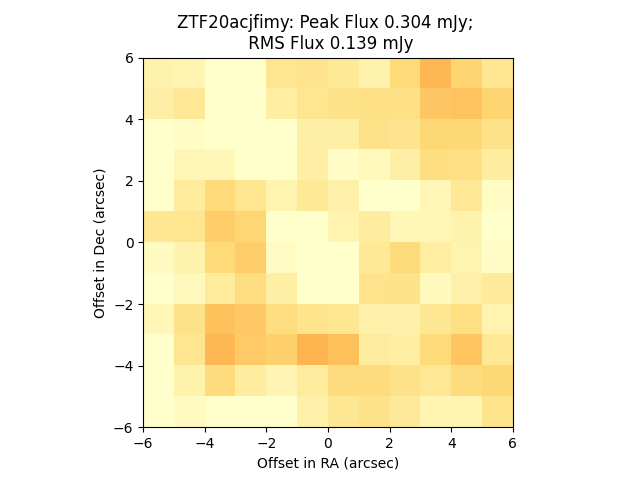 ZTF20acjfimy: Peak Flux 0.304 mJy;
RMS Flux 0.139 mJy
6
4
2
0
−2
−4
−6
Offset in Dec (arcsec)
−6 −4 −2 0 2 4 6
Offset in RA (arcsec)